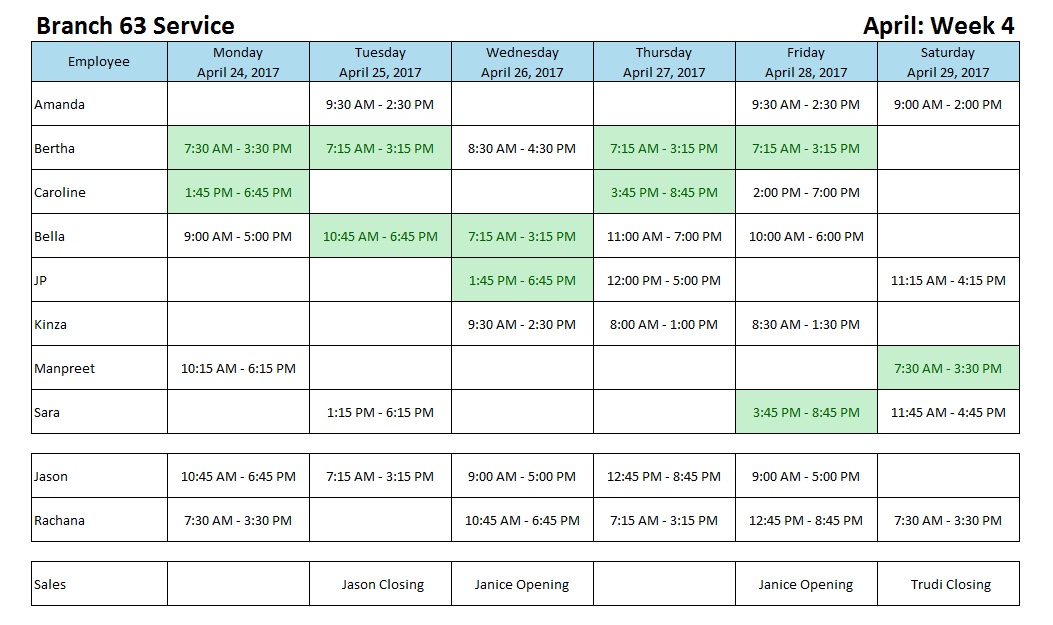 Branch 63 Service April: Week 4
Employee Monday Tuesday Wednesday Thursday Friday Saturday
April 24, 2017 April 25, 2017 April 26, 2017 April 27, 2017 April 28, 2017 April 29, 2017
Amanda 9:30 AM - 2:30 PM 9:30 AM - 2:30 PM 9:00 AM - 2:00 PM
Bertha 7:30 AM - 3:30 PM 7:15 AM - 3:15 PM 8:30 AM - 4:30 PM 7:15 AM - 3:15 PM 7:15 AM - 3:15 PM
Caroline 1:45 PM - 6:45 PM 3:45 PM - 8:45 PM 2:00 PM - 7:00 PM
Bella 9:00 AM - 5:00 PM 10:45 AM - 6:45 PM 7:15 AM - 3:15 PM 11:00 AM - 7:00 PM 10:00 AM - 6:00 PM
JP 1:45 PM - 6:45 PM 12:00 PM - 5:00 PM 11:15 AM - 4:15 PM
Kinza 9:30 AM - 2:30 PM 8:00 AM - 1:00 PM 8:30 AM - 1:30 PM
Manpreet 10:15 AM - 6:15 PM 7:30 AM - 3:30 PM
Sara 1:15 PM - 6:15 PM 3:45 PM - 8:45 PM 11:45 AM - 4:45 PM
Jason 10:45 AM - 6:45 PM 7:15 AM - 3:15 PM 9:00 AM - 5:00 PM 12:45 PM - 8:45 PM 9:00 AM - 5:00 PM
Rachana 7:30 AM - 3:30 PM 10:45 AM - 6:45 PM 7:15 AM - 3:15 PM 12:45 PM - 8:45 PM 7:30 AM - 3:30 PM
Sales Jason Closing Janice Opening Janice Opening Trudi Closing